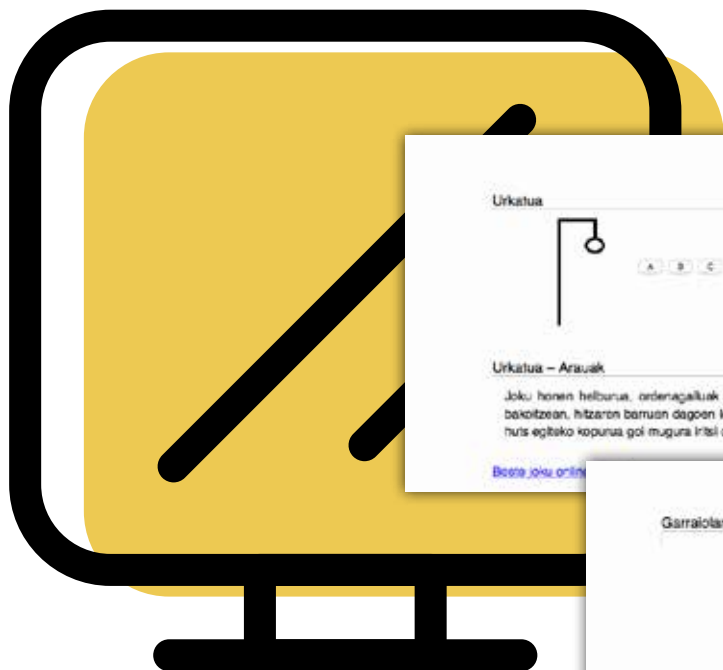 Urkatua
A B C
Urkatua – Arauak
Joku honen helburua, ordenagailuak
bakoitzean, hitzaren barruan dagoen
huts egiteko kopurua goi mugara iritsi
Beste joku online
Garraiolar